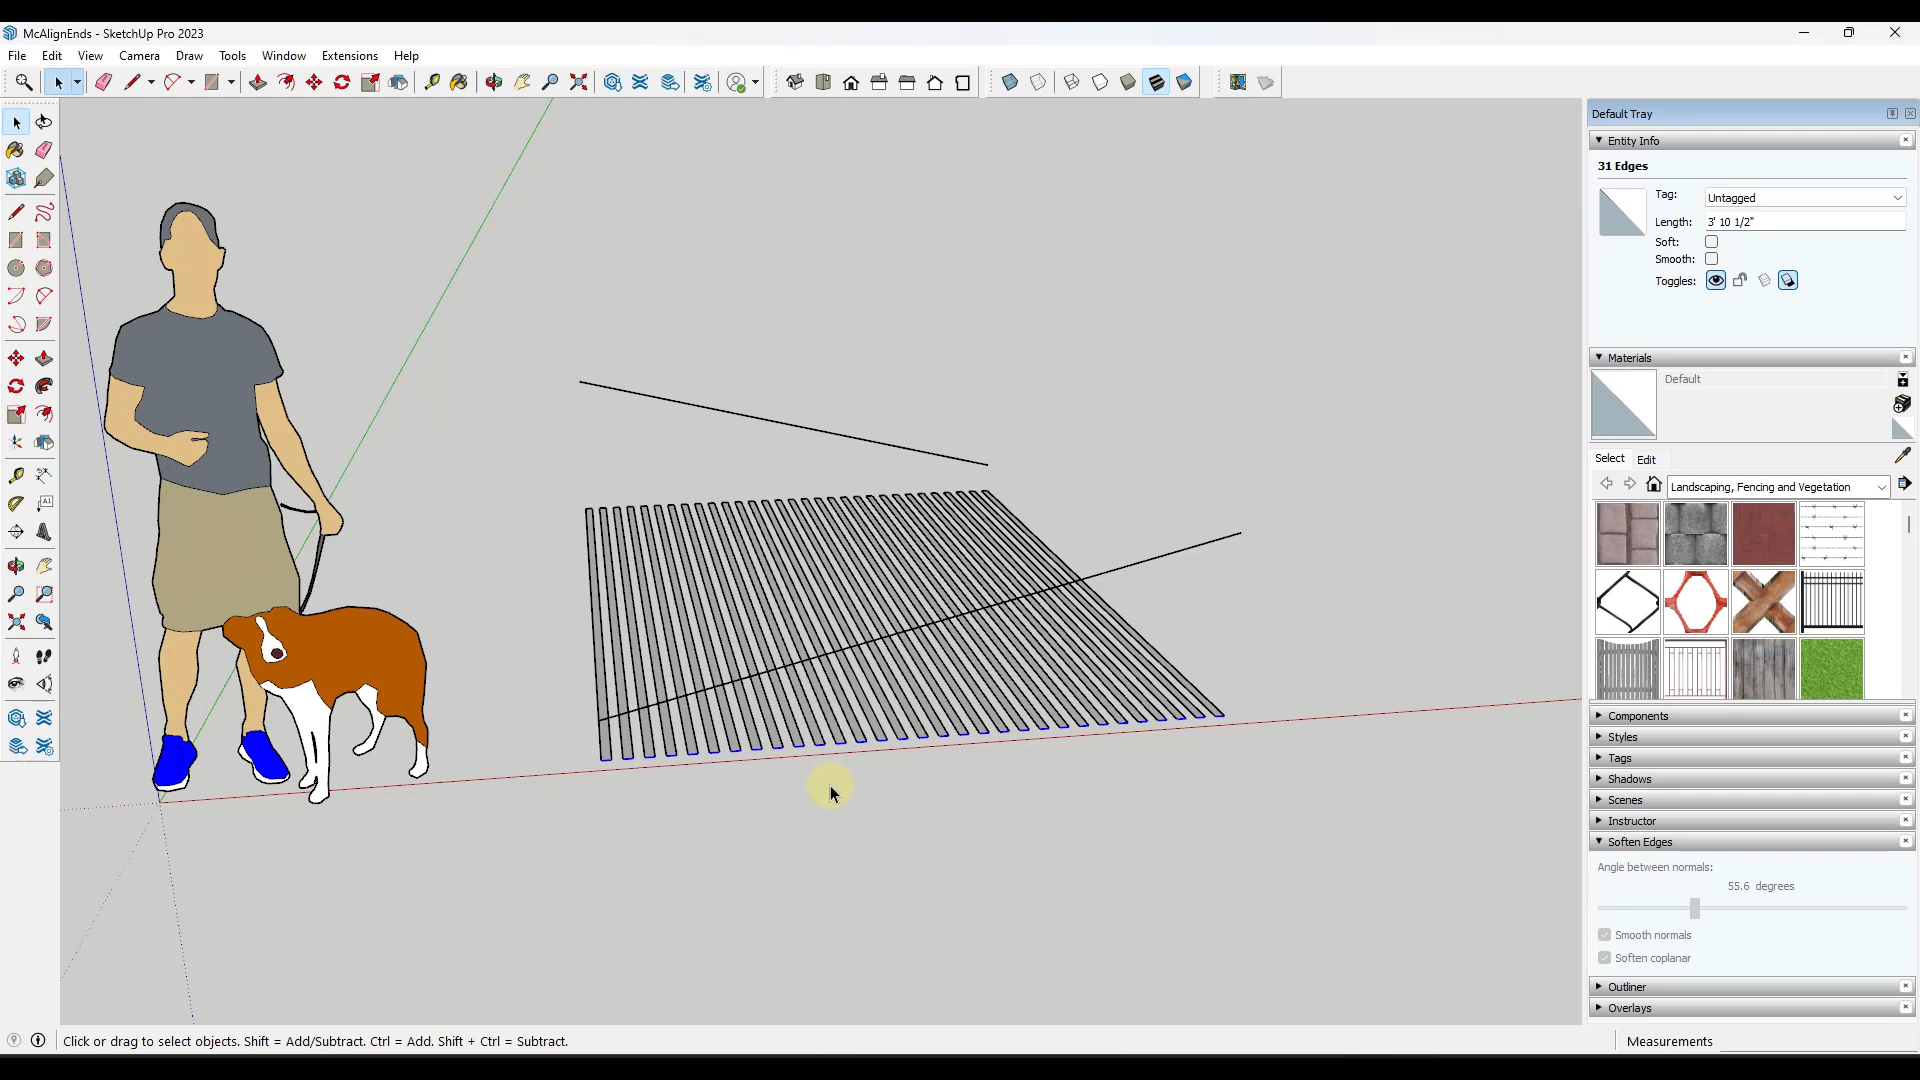 McAlignEnds - SketchUp Pro 2023
File Edit View Camera Draw Tools Window Extensions Help
Default Tray
Entity Info
31 Edges
Tag: Untagged
Length: 3' 10 1/2"
Soft:
Smooth:
Toggles:
Materials
Default
Select Edit
Landscaping, Fencing and Vegetation
Components
Styles
Tags
Shadows
Scenes
Instructor
Soften Edges
Angle between normals:
55.6 degrees
Smooth normals
Soften coplanar
Outliner
Overlays
Click or drag to select objects. Shift = Add/Subtract. Ctrl = Add. Shift + Ctrl = Subtract.
Measurements